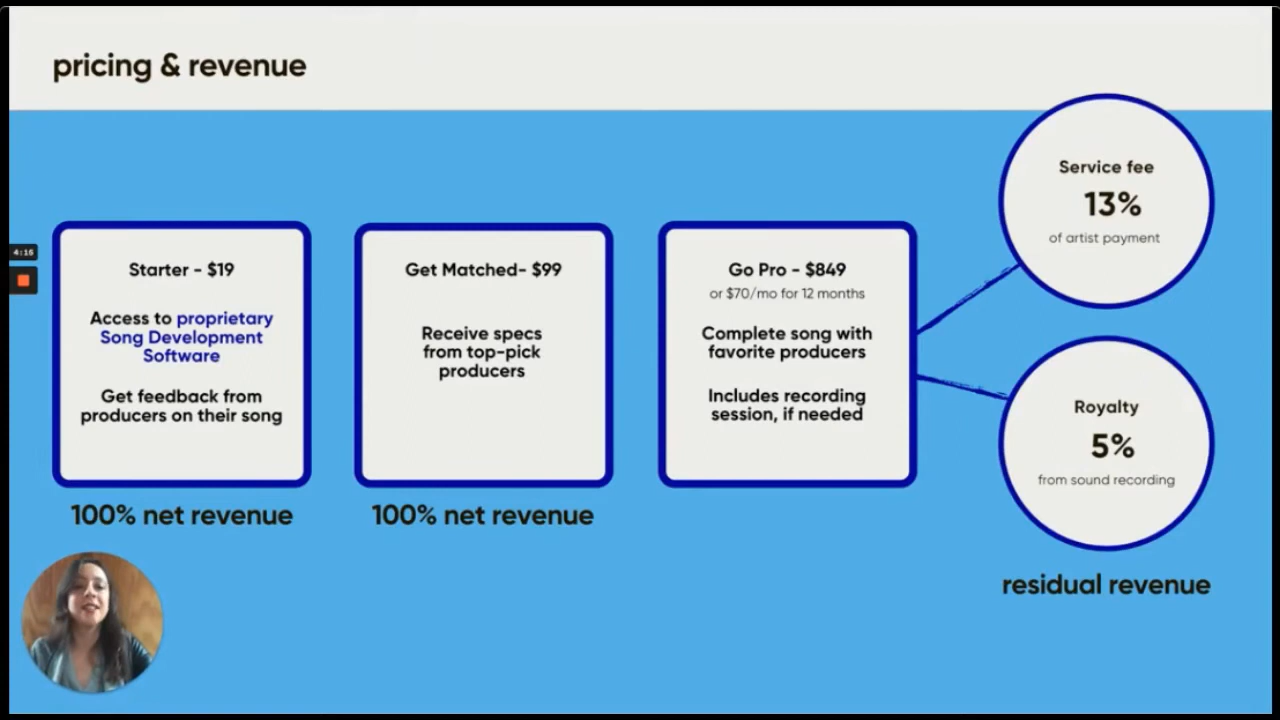 pricing & revenue
4:15
Starter - $19
Access to proprietary
Song Development
Software
Get feedback from
producers on their song
100% net revenue
Get Matched- $99
Receive specs
from top-pick
producers
100% net revenue
Go Pro - $849
or $70/mo for 12 months
Complete song with
favorite producers
Includes recording
session, if needed
Service fee
13%
of artist payment
Royalty
5%
from sound recording
residual revenue